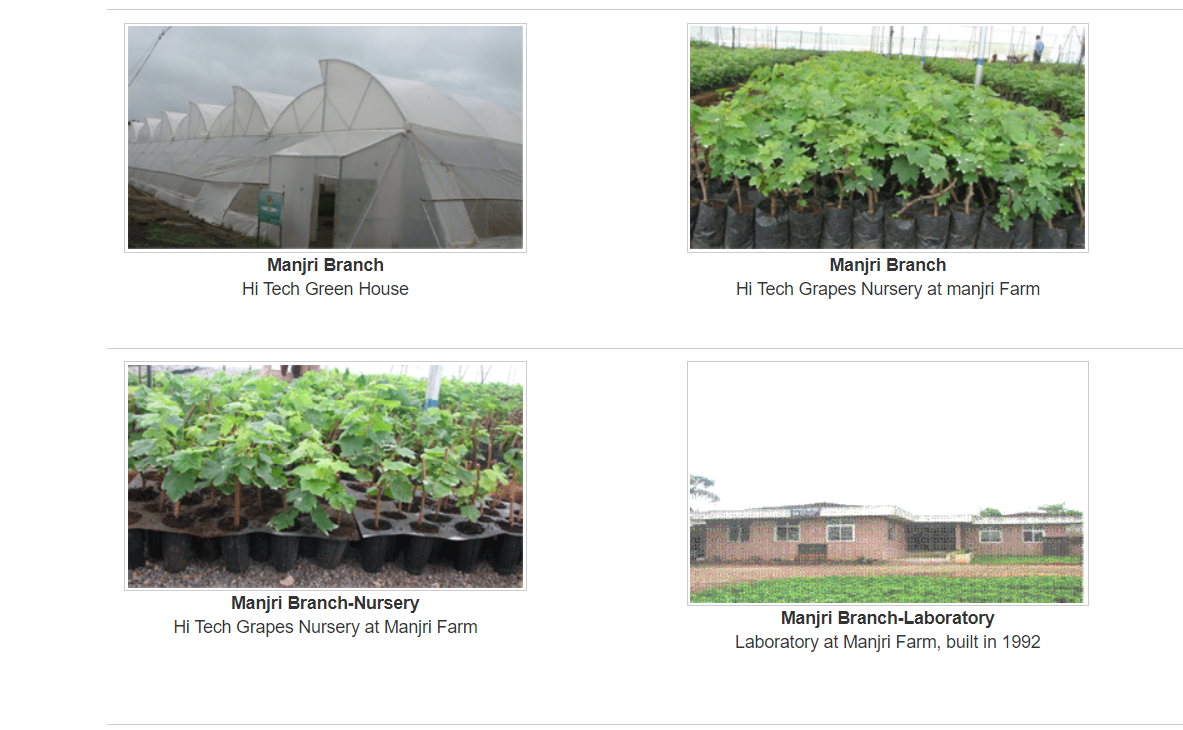 Manjri Branch
Hi Tech Green House
Manjri Branch
Hi Tech Grapes Nursery at manjri Farm
Manjri Branch-Nursery
Hi Tech Grapes Nursery at Manjri Farm
Manjri Branch-Laboratory
Laboratory at Manjri Farm, built in 1992